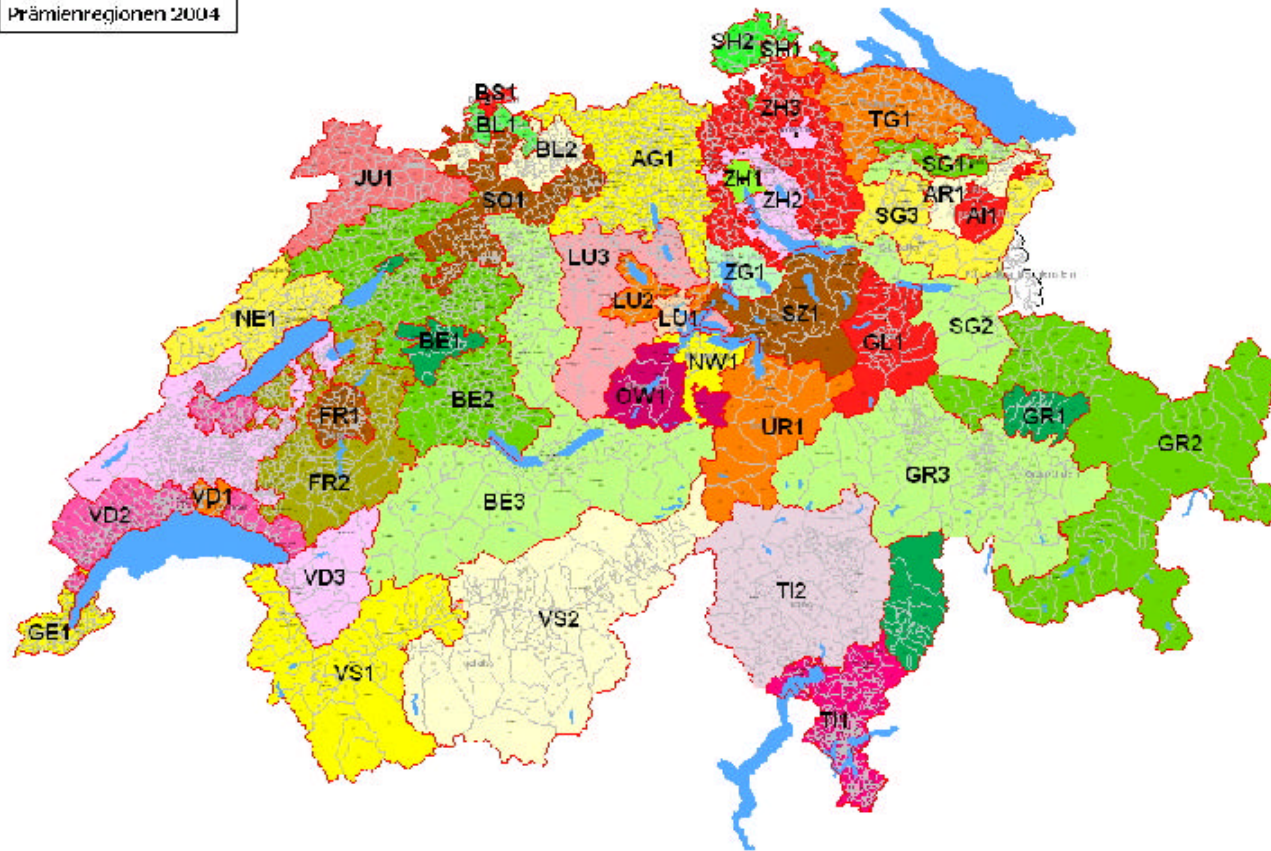 Prämienregionen 2004
SH2
SH1
BS1
BL1
BL2
AG1
ZH3
TG1
JU1
SO1
ZH1
ZH2
SG1
AR1
SG3
AI1
LU3
ZG1
LU2
LU1
SZ1
NE1
BE1
NW1
GL1
SG2
BE2
OW1
FR1
UR1
GR1
GR2
GR3
FR2
VD1
BE3
VD2
VD3
TI2
GE1
VS2
VS1
TI1